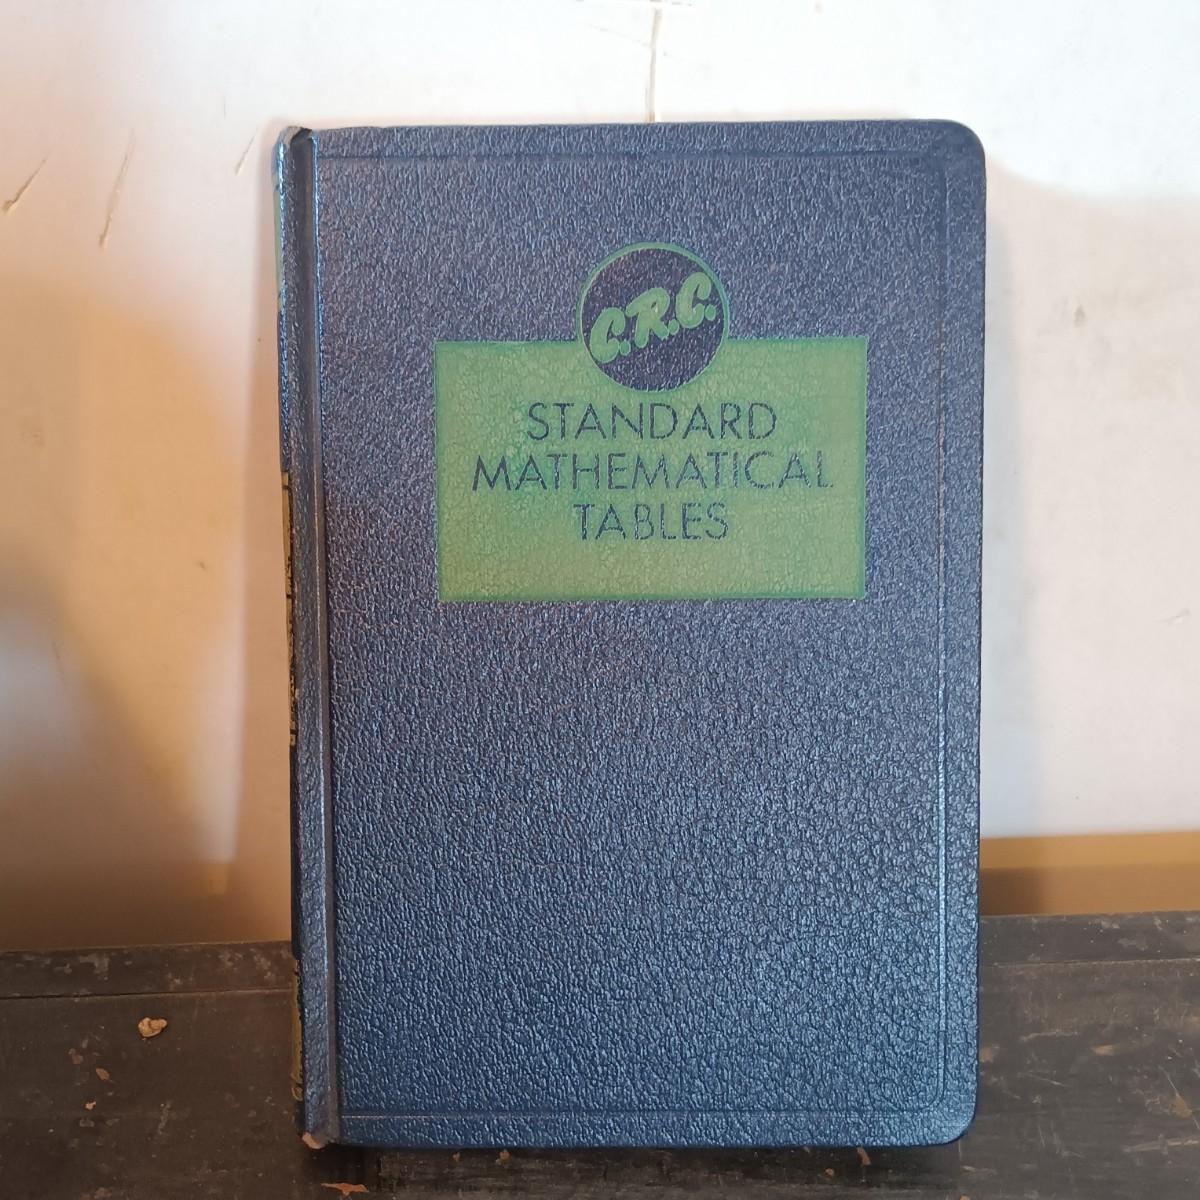 C.R.C.
STANDARD
MATHEMATICAL
TABLES